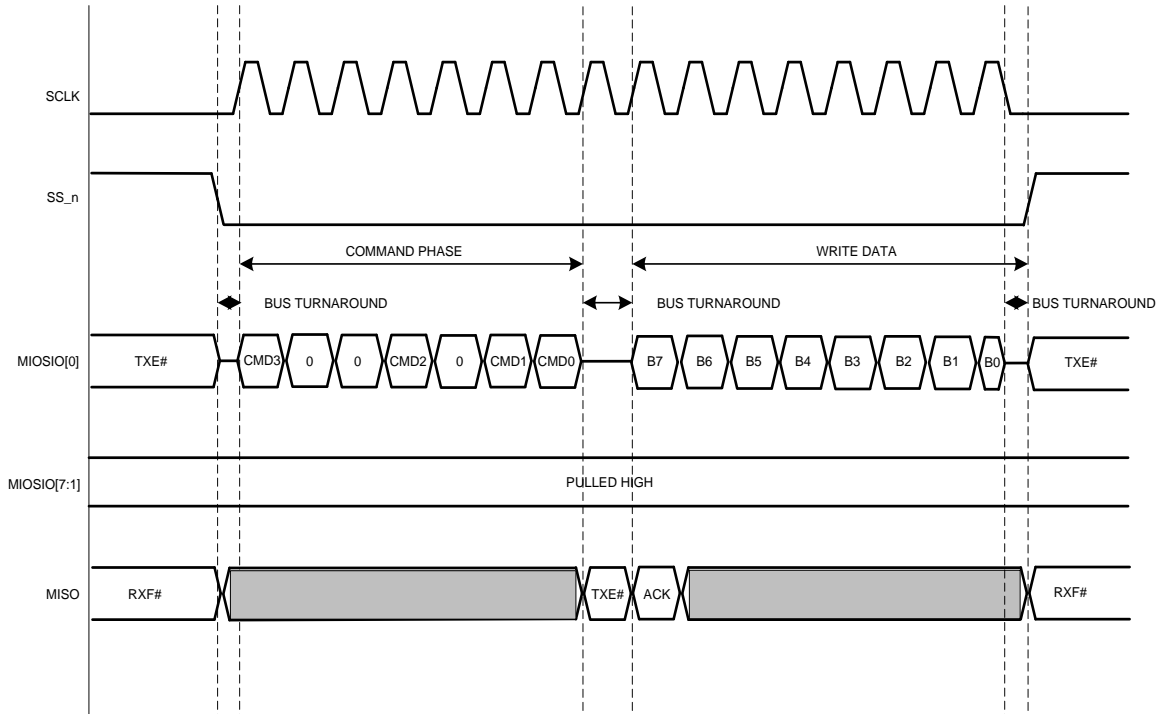 SCLK
SS_n
COMMAND PHASE WRITE DATA
BUS TURNAROUND BUS TURNAROUND BUS TURNAROUND
MIOSIO[0] TXE# CMD3 0 0 CMD2 0 CMD1 CMD0 B7 B6 B5 B4 B3 B2 B1 B0 TXE#
MIOSIO[7:1] PULLED HIGH
MISO RXF# TXE# ACK RXF#